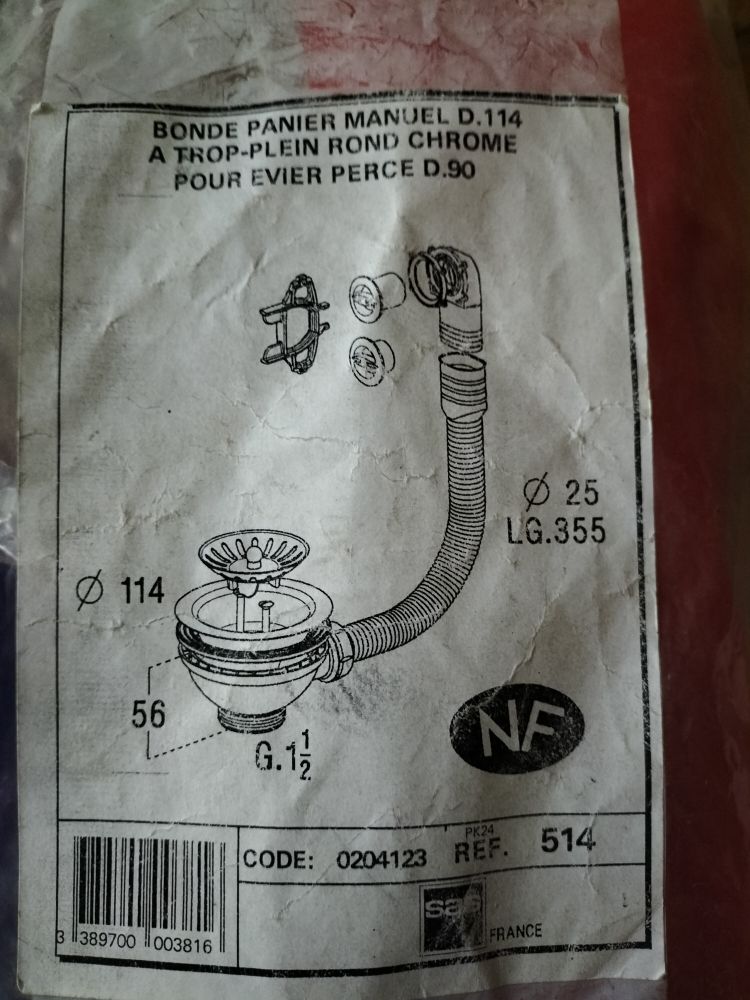 BONDE PANIER MANUEL D.114
A TROP-PLEIN ROND CHROME
POUR EVIER PERCE D.90
Ø 25
LG.355
Ø 114
56
G.1½
NF
CODE: 0204123
PK24
REF. 514
3 389700 003816
sas
FRANCE